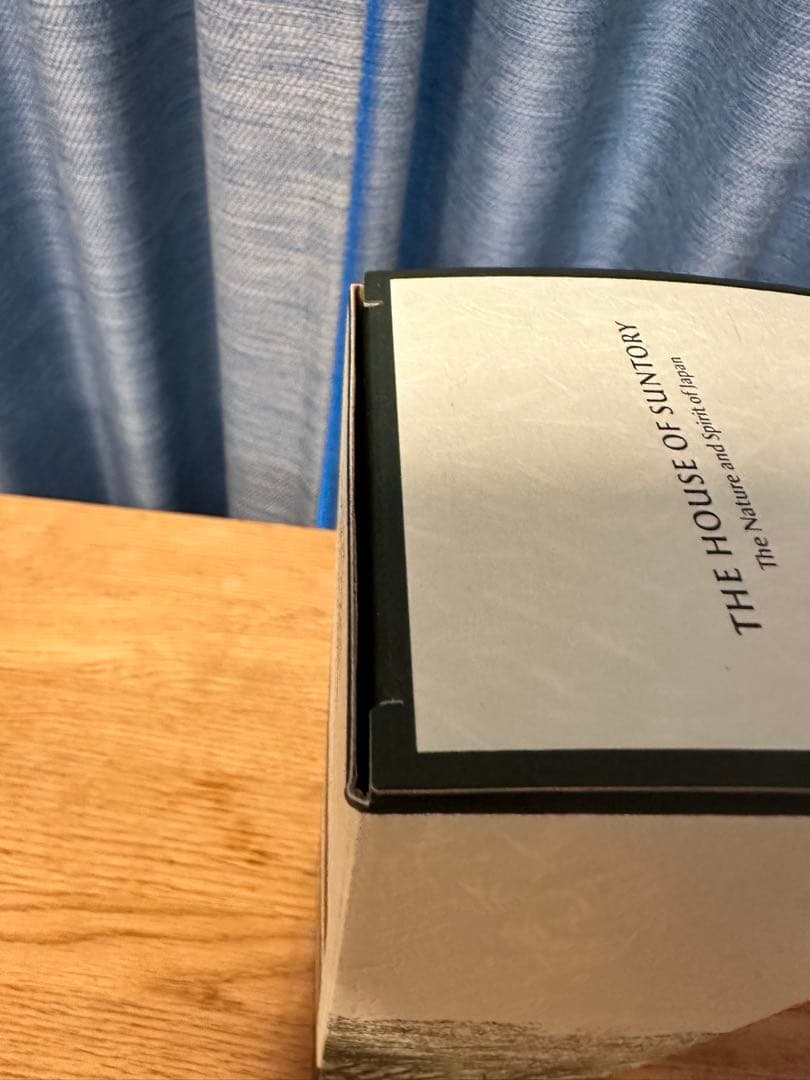 THE HOUSE OF SUNTORY
The Nature and Spirit of Japan